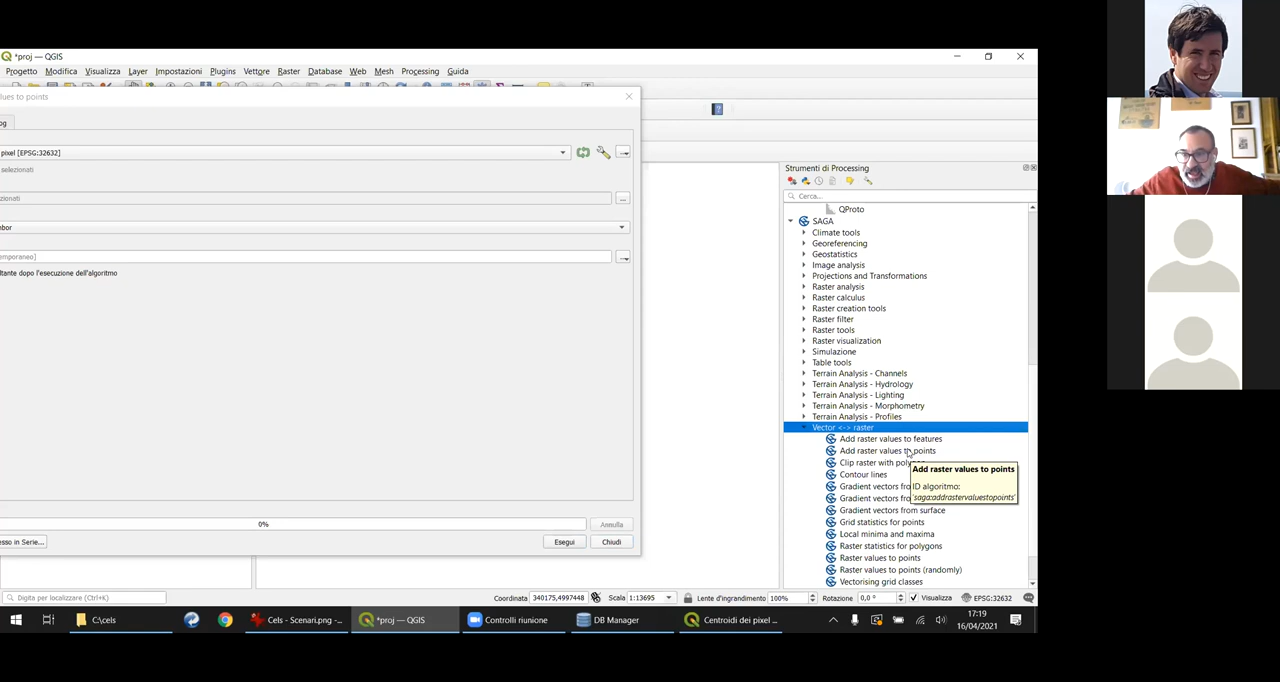 *proj — QGIS
Progetto Modifica Visualizza Layer Impostazioni Plugins Vettore Raster Database Web Mesh Processing Guida
ues to points
og
pixel [EPSG:32632]
selezionati
zionati
nbor
emporaneo]
ltante dopo l'esecuzione dell'algoritmo
0%
Annulla
esso in Serie...
Esegui
Chiudi
Strumenti di Processing
Cerca...
QProto
SAGA
Climate tools
Georeferencing
Geostatistics
Image analysis
Projections and Transformations
Raster analysis
Raster calculus
Raster creation tools
Raster filter
Raster tools
Raster visualization
Simulazione
Table tools
Terrain Analysis - Channels
Terrain Analysis - Hydrology
Terrain Analysis - Lighting
Terrain Analysis - Morphometry
Terrain Analysis - Profiles
Vector <-> raster
Add raster values to features
Add raster values to points
Clip raster with polyg
Contour lines
Gradient vectors fro
Gradient vectors fro
Gradient vectors from surface
Grid statistics for points
Local minima and maxima
Raster statistics for polygons
Raster values to points
Raster values to points (randomly)
Vectorising grid classes
Add raster values to points
ID algoritmo:
'saga:addrastervaluestopoints'
Digita per localizzare (Ctrl+K)
Coordinata 340175,4997448 Scala 1:13695 Lente d'ingrandimento 100% Rotazione 0,0 ° Visualizza EPSG:32632
C:\cels
Cels - Scenari.png -...
*proj — QGIS
Controlli riunione
DB Manager
Centroidi dei pixel ...
17:19
16/04/2021